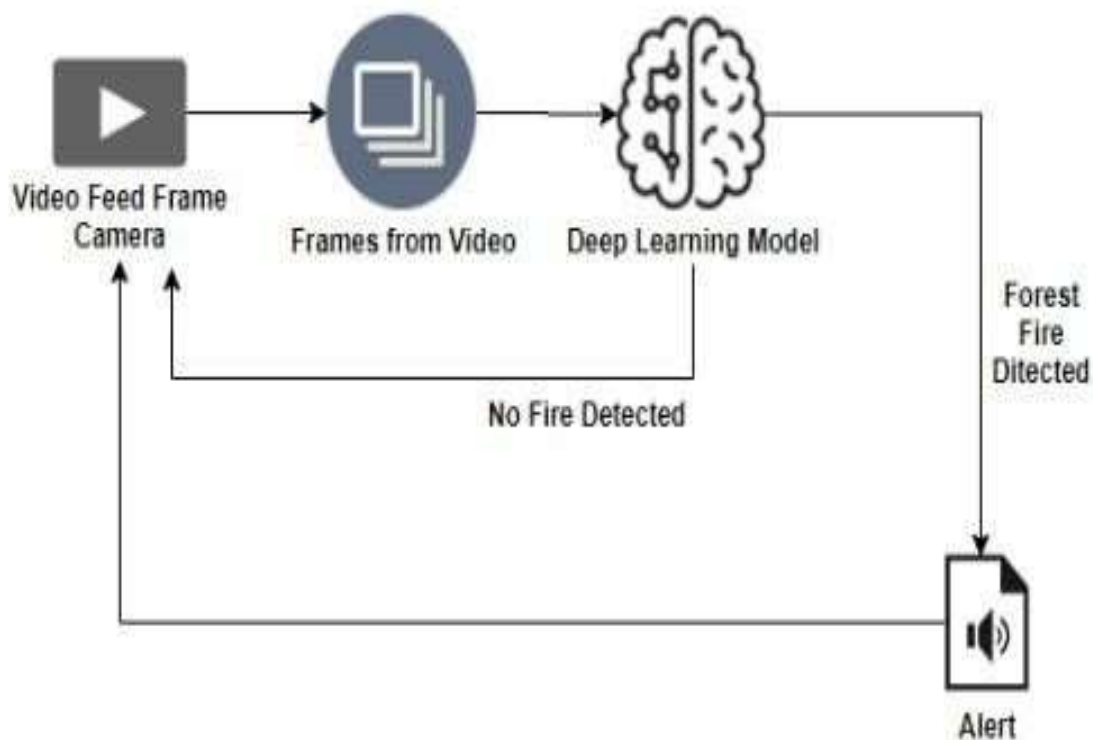 Video Feed Frame
Camera
Frames from Video
Deep Learning Model
Forest
Fire
Ditected
No Fire Detected
Alert